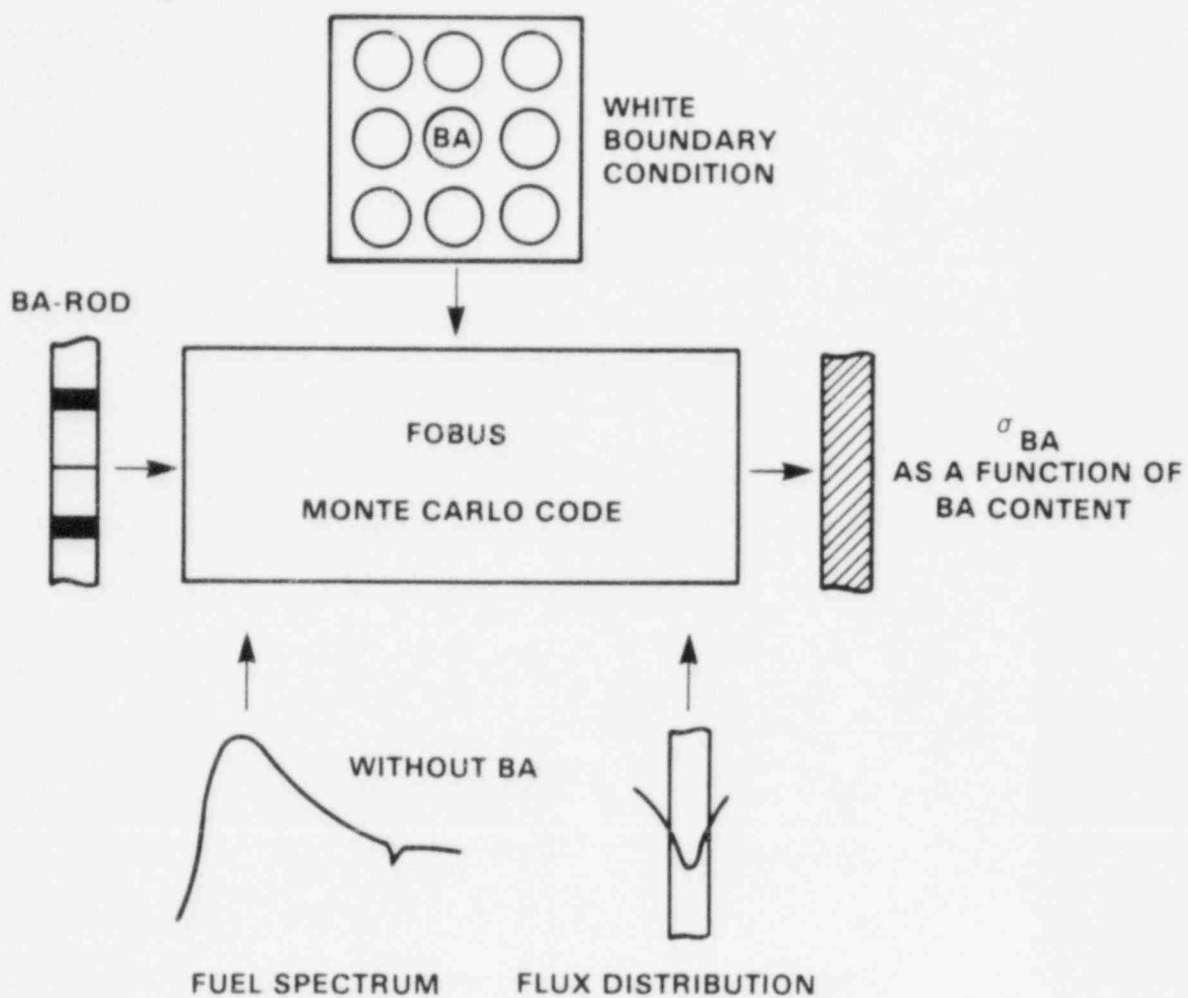 WHITE
BOUNDARY
CONDITION
BA
BA-ROD
FOBUS
MONTE CARLO CODE
σ BA
AS A FUNCTION OF
BA CONTENT
WITHOUT BA
FUEL SPECTRUM
FLUX DISTRIBUTION